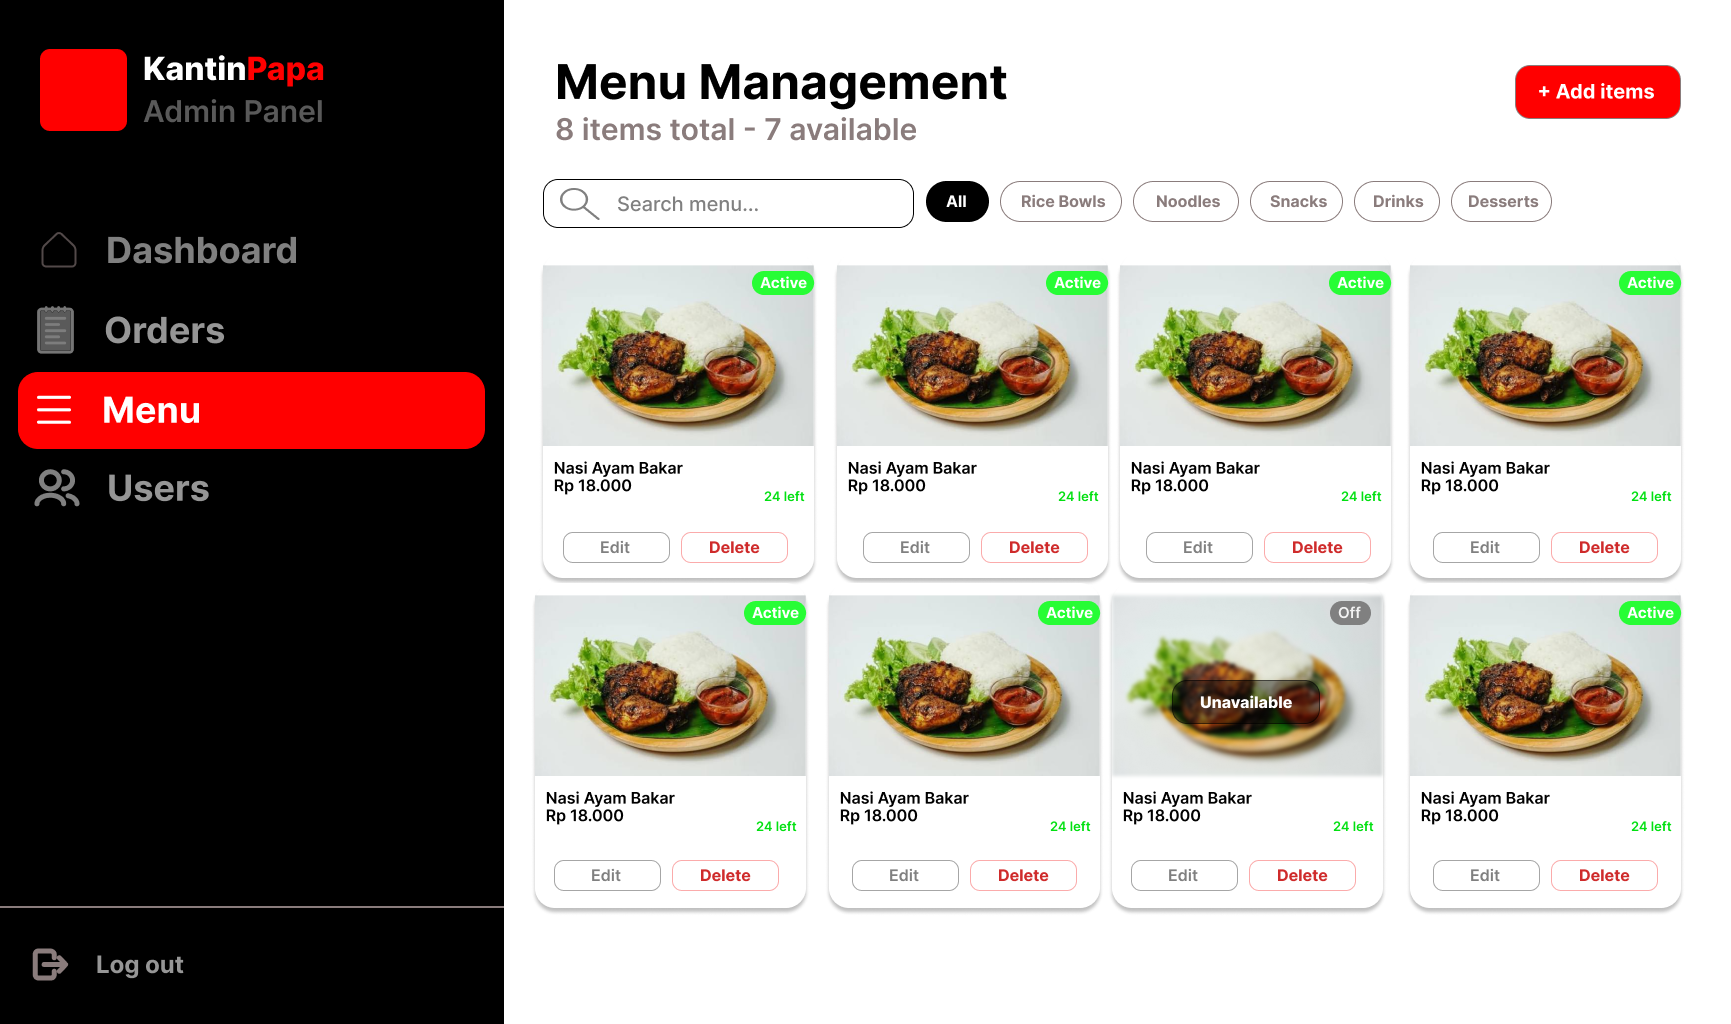 KantinPapa
Admin Panel
Dashboard
Orders
Menu
Users
Log out
Menu Management
8 items total - 7 available
+ Add items
Search menu...
All
Rice Bowls
Noodles
Snacks
Drinks
Desserts
Active
Nasi Ayam Bakar
Rp 18.000
24 left
Edit
Delete
Active
Nasi Ayam Bakar
Rp 18.000
24 left
Edit
Delete
Active
Nasi Ayam Bakar
Rp 18.000
24 left
Edit
Delete
Active
Nasi Ayam Bakar
Rp 18.000
24 left
Edit
Delete
Active
Nasi Ayam Bakar
Rp 18.000
24 left
Edit
Delete
Active
Nasi Ayam Bakar
Rp 18.000
24 left
Edit
Delete
Off
Unavailable
Nasi Ayam Bakar
Rp 18.000
24 left
Edit
Delete
Active
Nasi Ayam Bakar
Rp 18.000
24 left
Edit
Delete